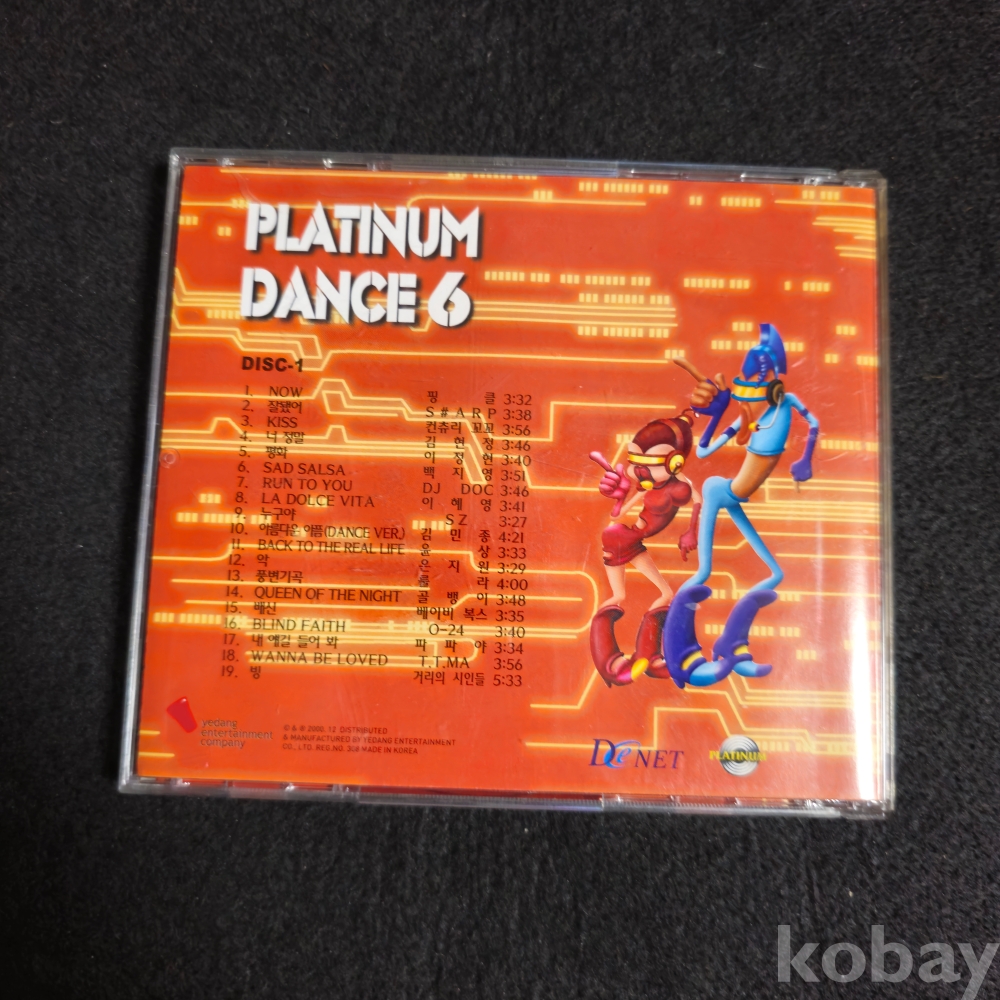 PLATINUM
DANCE 6
DISC-1
1. NOW 핑 클 3:32
2. 잘됐어 S # A R P 3:38
3. KISS 컨츄리 꼬꼬 3:56
4. 너 정말 김 현 정 3:46
5. 평화 이 정 현 3:40
6. SAD SALSA 백 지 영 3:51
7. RUN TO YOU DJ DOC 3:46
8. LA DOLCE VITA 이 혜 영 3:41
9. 누구야 S Z 3:27
10. 아름다운 아픔(DANCE VER.) 김 민 종 4:21
11. BACK TO THE REAL LIFE 윤 상 3:33
12. 악 은 지 원 3:29
13. 풍변기곡 룰 라 4:00
14. QUEEN OF THE NIGHT 골 뱅 이 3:48
15. 배신 베이비 복스 3:35
16. BLIND FAITH O-24 3:40
17. 내 얘길 들어 봐 파 파 야 3:34
18. WANNA BE LOVED T.T.MA 3:56
19. 빙 거리의 시인들 5:33
yedang
entertainment
company
© & ℗ 2000. 12 DISTRIBUTED
& MANUFACTURED BY YEDANG ENTERTAINMENT
CO., LTD. REG.NO. 308 MADE IN KOREA
DCe NET
PLATINUM
kobay